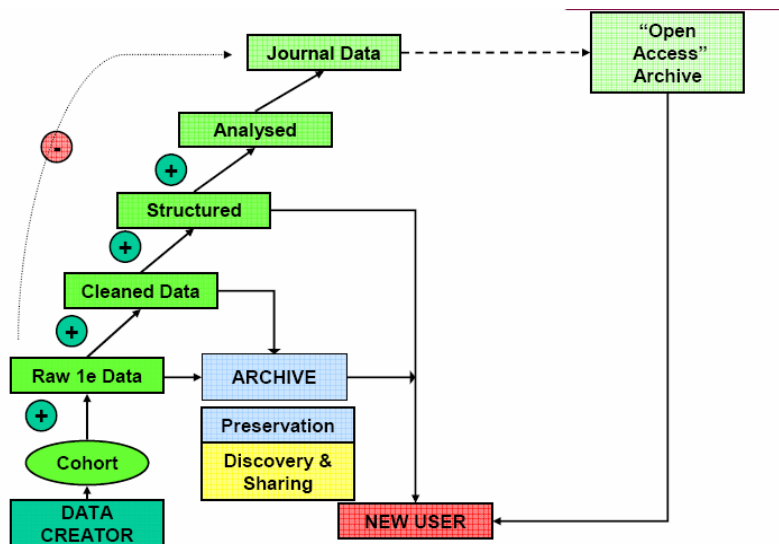 Journal Data
“Open
Access”
Archive
-
Analysed
+
Structured
+
Cleaned Data
+
Raw 1e Data
ARCHIVE
+
Preservation
Cohort
Discovery &
Sharing
DATA
CREATOR
NEW USER